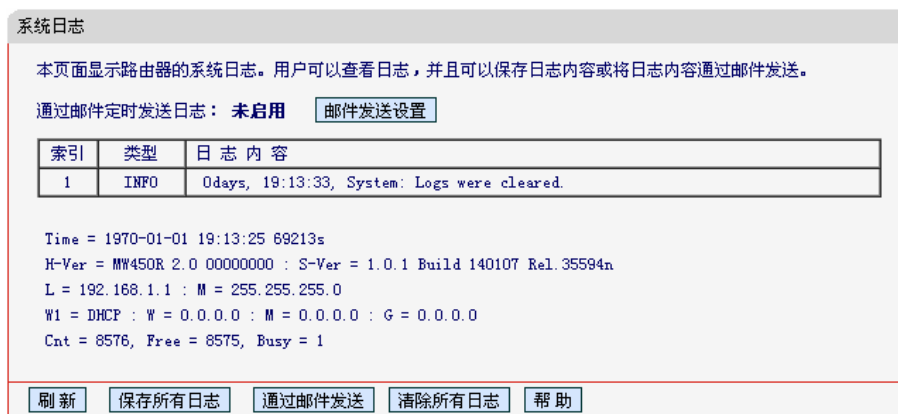 系统日志
本页面显示路由器的系统日志。用户可以查看日志，并且可以保存日志内容或将日志内容通过邮件发送。
通过邮件定时发送日志： 未启用 邮件发送设置
索引 类型 日 志 内 容
1 INFO 0days, 19:13:33, System: Logs were cleared.
Time = 1970-01-01 19:13:25 69213s
H-Ver = MW450R 2.0 00000000 : S-Ver = 1.0.1 Build 140107 Rel.35594n
L = 192.168.1.1 : M = 255.255.255.0
W1 = DHCP : W = 0.0.0.0 : M = 0.0.0.0 : G = 0.0.0.0
Cnt = 8576, Free = 8575, Busy = 1
刷 新 保存所有日志 通过邮件发送 清除所有日志 帮 助